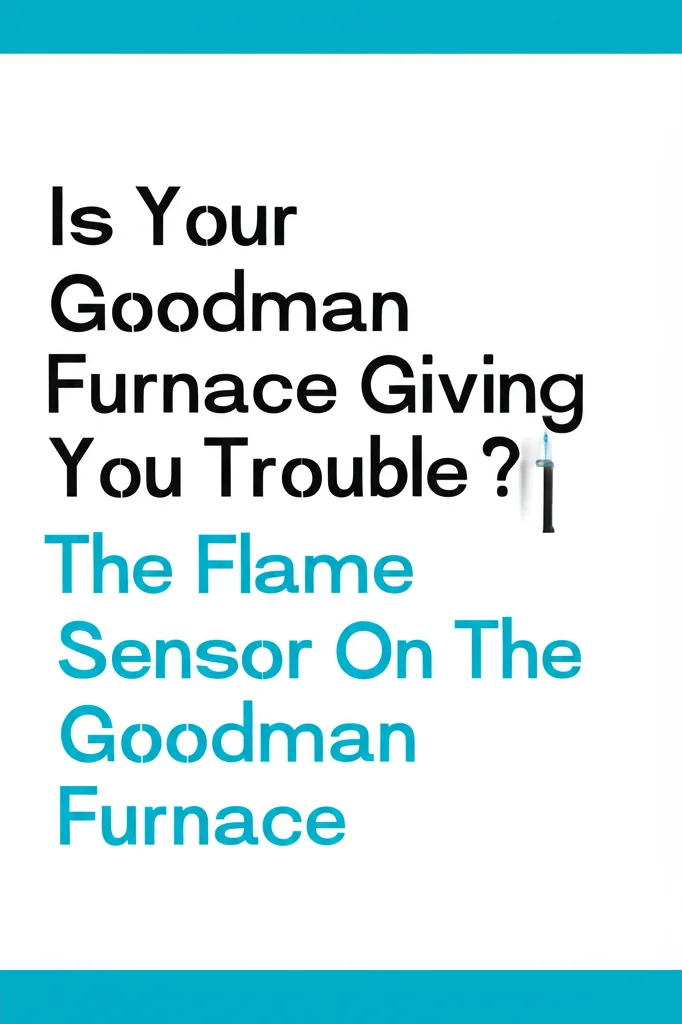 Is Your
Goodman
Furnace Giving
You Trouble?
The Flame
Sensor On The
Goodman
Furnace